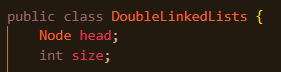 public class DoubleLinkedLists {
    Node head;
    int size;